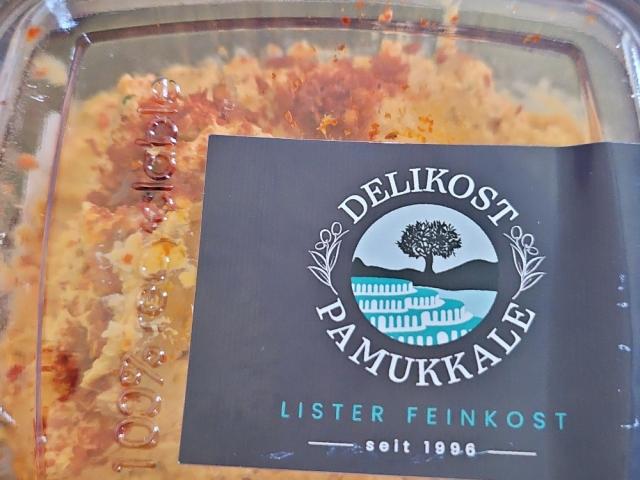 DELIKOST
PAMUKKALE
LISTER FEINKOST
seit 1996
100% recyclable